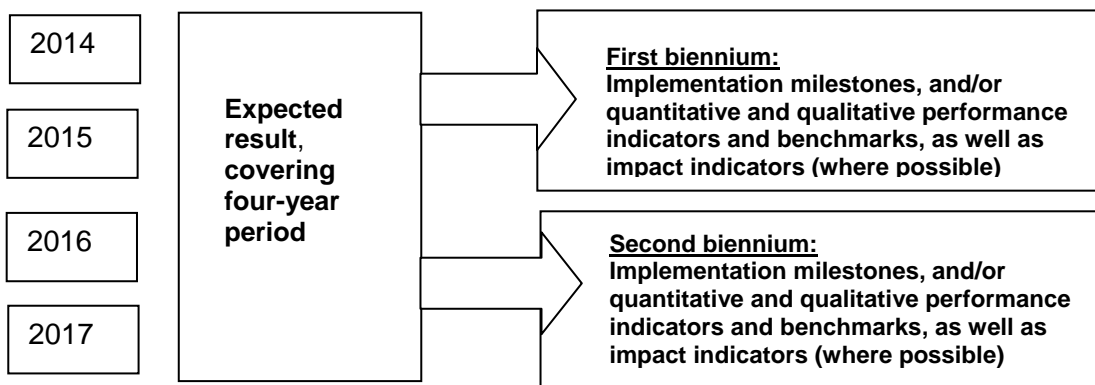 2014
2015
2016
2017
Expected
result,
covering
four-year
period
First biennium:
Implementation milestones, and/or
quantitative and qualitative performance
indicators and benchmarks, as well as
impact indicators (where possible)
Second biennium:
Implementation milestones, and/or
quantitative and qualitative performance
indicators and benchmarks, as well as
impact indicators (where possible)